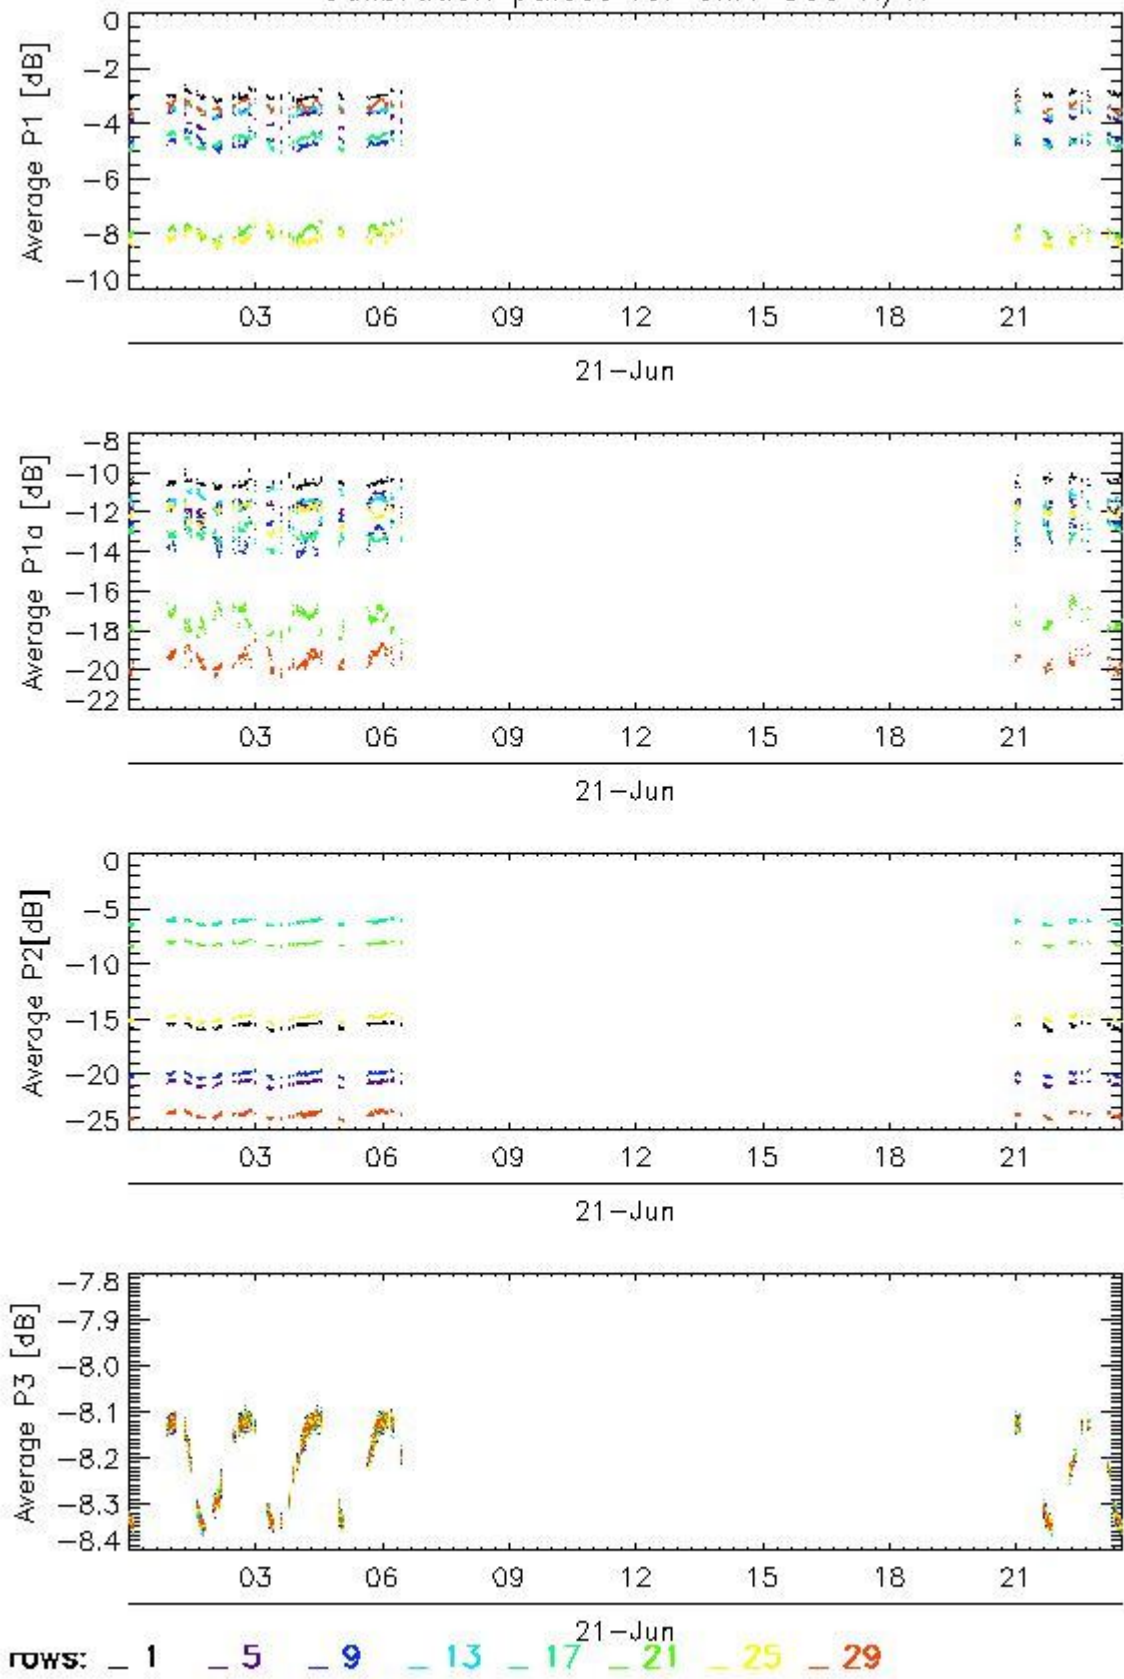 0
−2
−4
−6
−8
−10
Average P1 [dB]
03 06 09 12 15 18 21
21−Jun
−8
−10
−12
−14
−16
−18
−20
−22
Average P1a [dB]
03 06 09 12 15 18 21
21−Jun
0
−5
−10
−15
−20
−25
Average P2[dB]
03 06 09 12 15 18 21
21−Jun
−7.8
−7.9
−8.0
−8.1
−8.2
−8.3
−8.4
Average P3 [dB]
03 06 09 12 15 18 21
21−Jun
rows: _ 1 _ 5 _ 9 _ 13 _ 17 _ 21 _ 25 _ 29